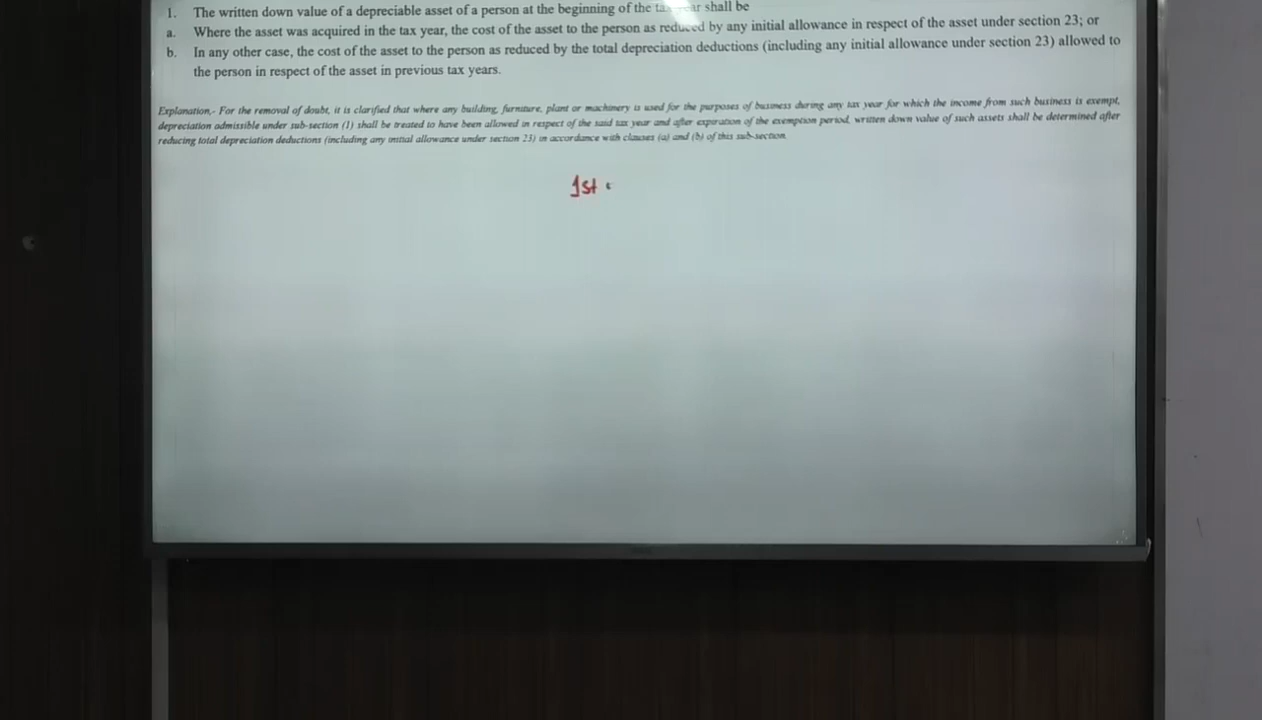 1. The written down value of a depreciable asset of a person at the beginning of the shall be
a. Where the asset was acquired in the tax year, the cost of the asset to the person as reduced by any initial allowance in respect of the asset under section 23; or
b. In any other case, the cost of the asset to the person as reduced by the total depreciation deductions (including any initial allowance under section 23) allowed to
the person in respect of the asset in previous tax years.
Explanation,- For the removal of doubt, it is clarified that where any building, furniture, plant or machinery is used for the purposes of business during any tax year for which the income from such business is exempt,
depreciation admissible under sub-section (1) shall be treated to have been allowed in respect of the said tax year and after expiration of the exemption period, written down value of such assets shall be determined after
reducing total depreciation deductions (including any initial allowance under section 23) in accordance with clauses (a) and (b) of this sub-section
1st